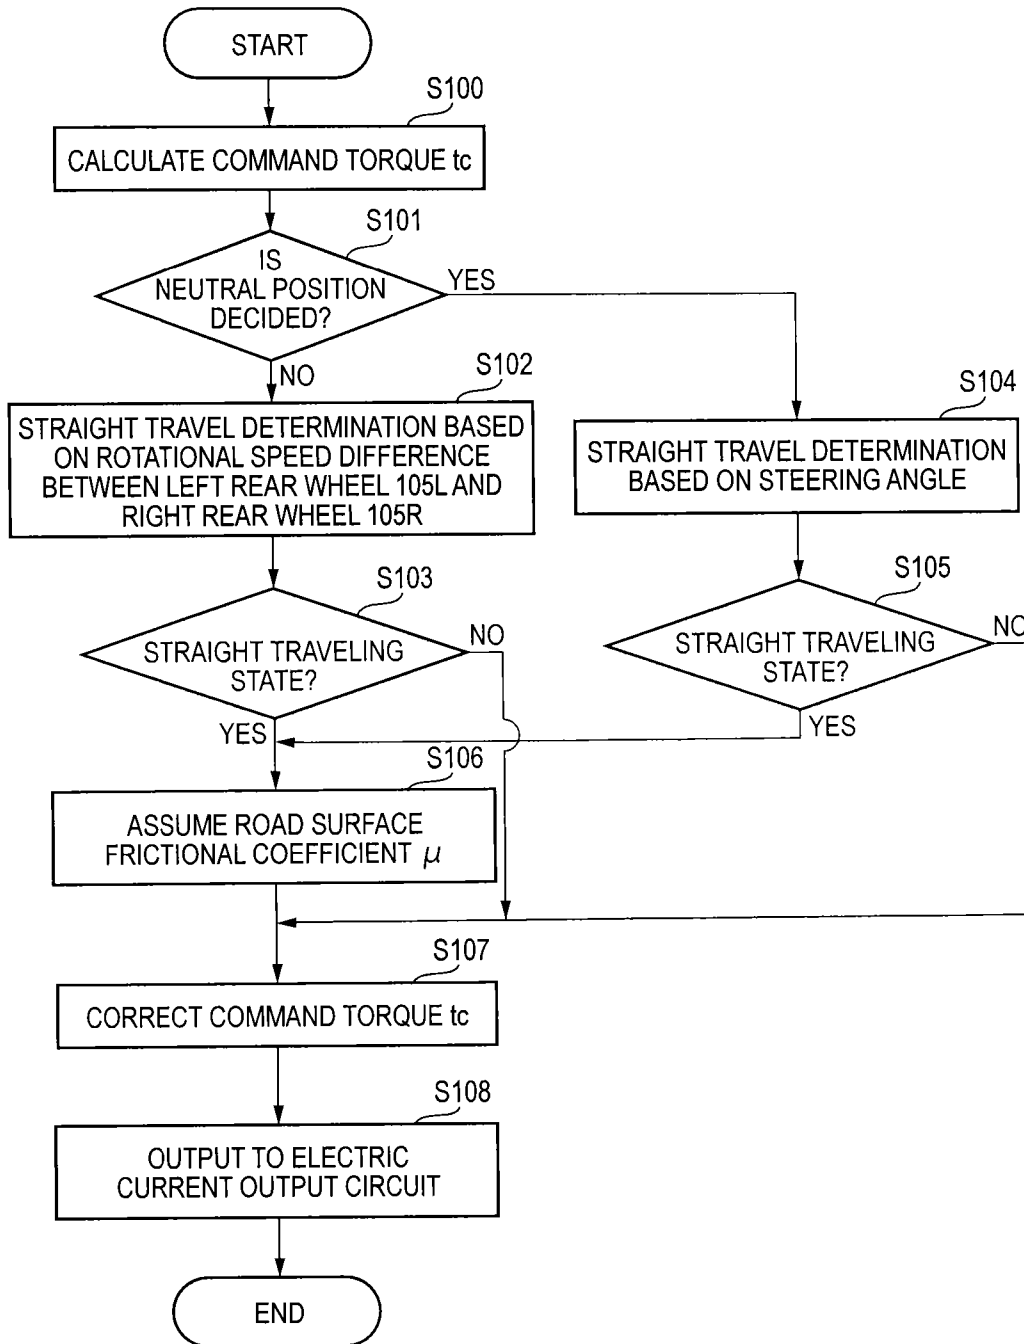 START
S100
CALCULATE COMMAND TORQUE tc
S101
IS
NEUTRAL POSITION
DECIDED?
YES
NO
S102
STRAIGHT TRAVEL DETERMINATION BASED
ON ROTATIONAL SPEED DIFFERENCE
BETWEEN LEFT REAR WHEEL 105L AND
RIGHT REAR WHEEL 105R
S104
STRAIGHT TRAVEL DETERMINATION
BASED ON STEERING ANGLE
S103
STRAIGHT TRAVELING
STATE?
NO
YES
S105
STRAIGHT TRAVELING
STATE?
NO
YES
S106
ASSUME ROAD SURFACE
FRICTIONAL COEFFICIENT μ
S107
CORRECT COMMAND TORQUE tc
S108
OUTPUT TO ELECTRIC
CURRENT OUTPUT CIRCUIT
END